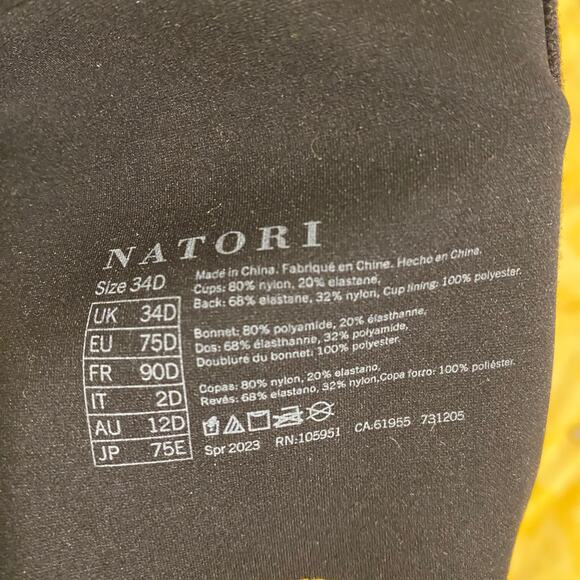 NATORI
Size 34D
UK 34D
EU 75D
FR 90D
IT 2D
AU 12D
JP 75E
Made in China. Fabriqué en Chine. Hecho en China.
Cups: 80% nylon, 20% elastane,
Back: 68% elastane, 32% nylon, Cup lining: 100% polyester.
Bonnet: 80% polyamide, 20% élasthanne,
Dos: 68% élasthanne, 32% polyamide,
Doublure du bonnet: 100% polyester.
Copas: 80% nylon, 20% elastano,
Revés: 68% elastano, 32% nylon,Copa forro: 100% poliéster.
Spr 2023 RN:105951 CA:61955 731205